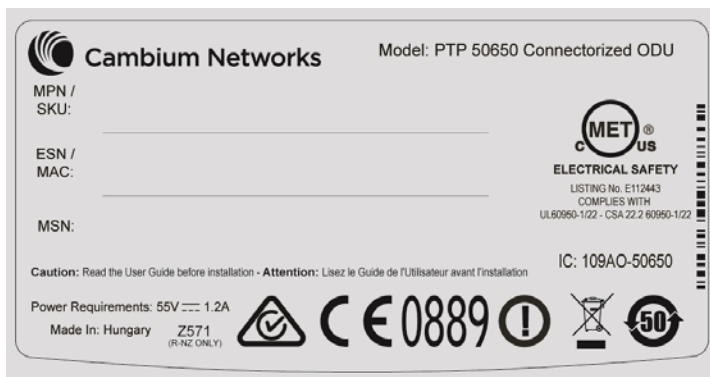 Cambium Networks
Model: PTP 50650 Connectorized ODU
MPN /
SKU:
ESN /
MAC:
MSN:
MET ®
c us
ELECTRICAL SAFETY
LISTING No. E112443
COMPLIES WITH
UL60950-1/22 - CSA 22.2 60950-1/22
IC: 109AO-50650
Caution: Read the User Guide before installation - Attention: Lisez le Guide de l'Utilisateur avant l'installation
Power Requirements: 55V ⎓ 1.2A
Made In: Hungary
Z571
(R-NZ ONLY)
CE0889
!
50